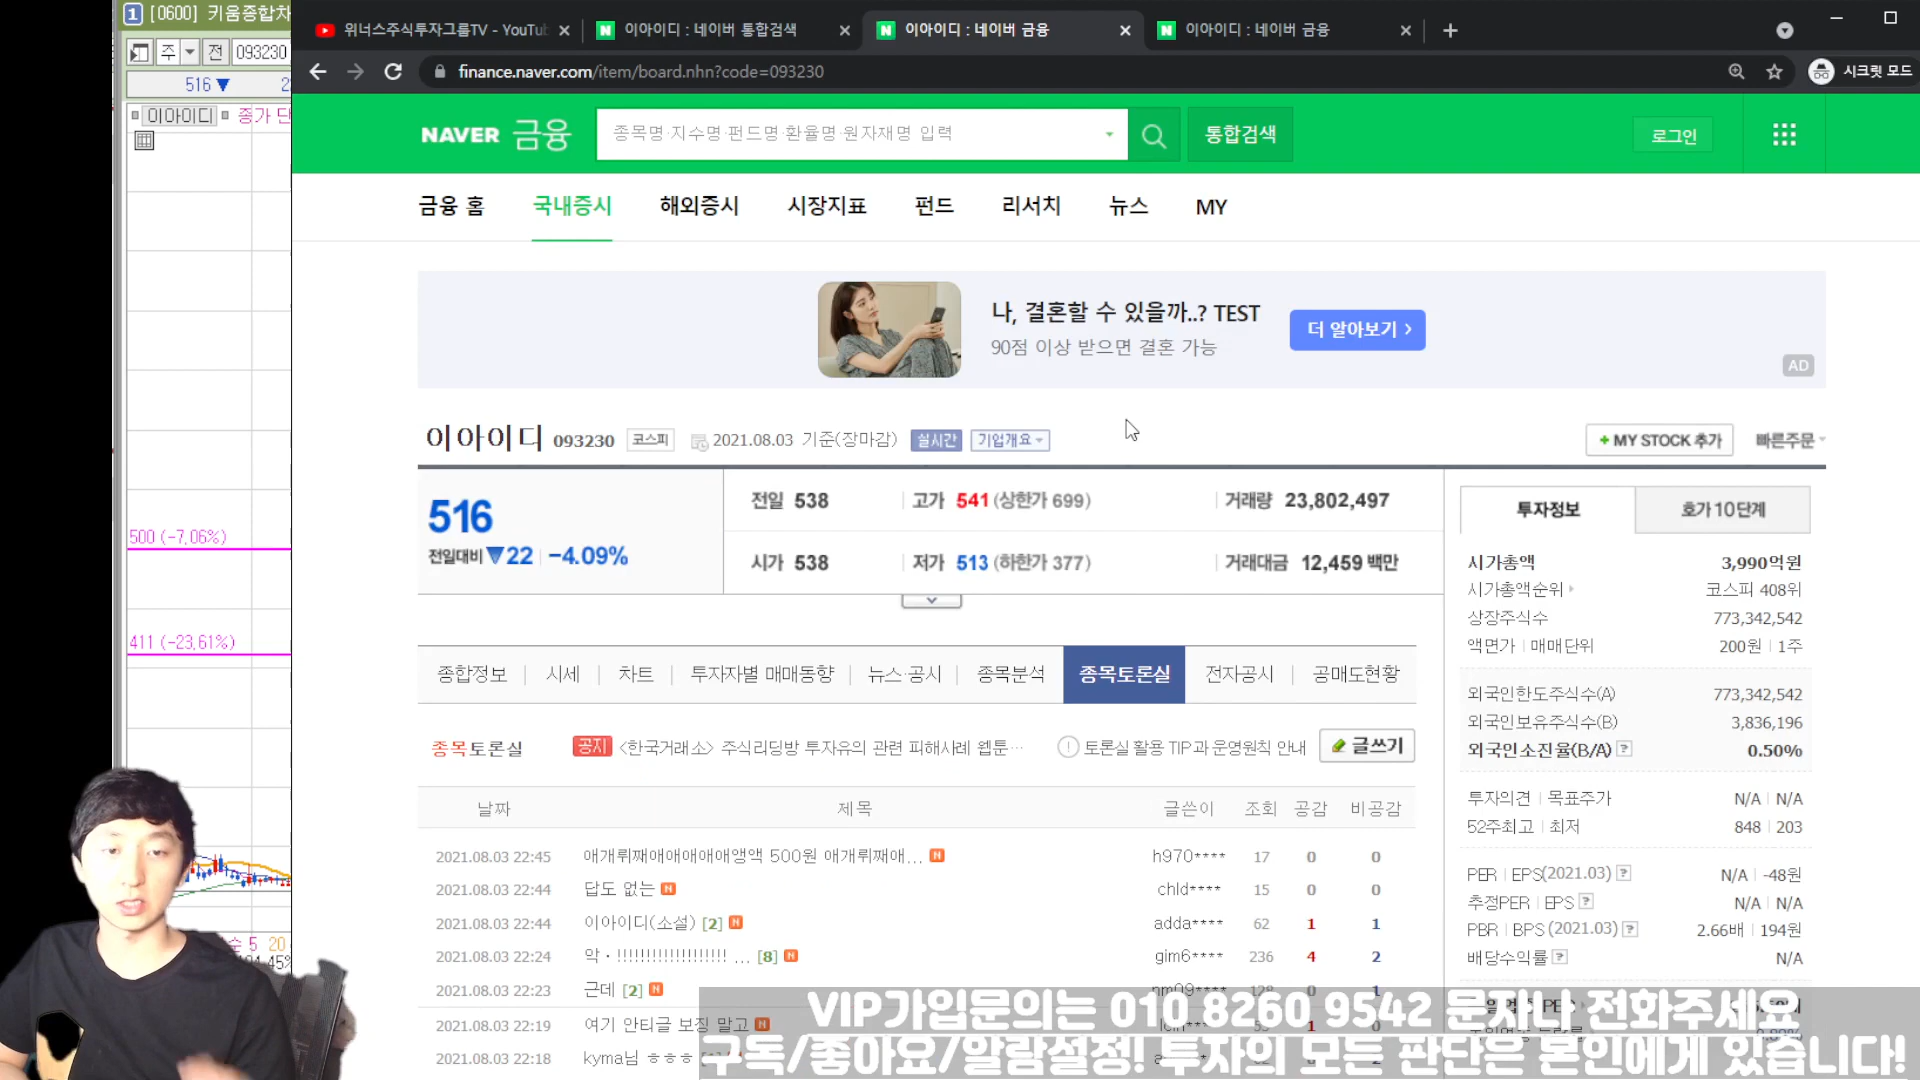 1 [0600] 키움종합차
위너스주식투자그룹TV - YouTub
이아이디 : 네이버 통합검색
이아이디 : 네이버 금융
이아이디 : 네이버 금융
주 전 093230
finance.naver.com/item/board.nhn?code=093230
시크릿 모드
516 ▼
이아이디 종가 단
NAVER 금융
종목명·지수명·펀드명·환율명·원자재명 입력
통합검색
로그인
금융 홈 국내증시 해외증시 시장지표 펀드 리서치 뉴스 MY
나, 결혼할 수 있을까..? TEST
90점 이상 받으면 결혼 가능
더 알아보기 >
AD
이아이디 093230 코스피 2021.08.03 기준(장마감) 실시간 기업개요
+ MY STOCK 추가 빠른주문
516
전일대비 ▼22 | -4.09%
전일 538 고가 541 (상한가 699) 거래량 23,802,497
시가 538 저가 513 (하한가 377) 거래대금 12,459 백만
500 (-7,06%)
411 (-23,61%)
투자정보 호가 10단계
시가총액 3,990억원
시가총액순위 코스피 408위
상장주식수 773,342,542
액면가 | 매매단위 200원 | 1주
외국인한도주식수(A) 773,342,542
외국인보유주식수(B) 3,836,196
외국인소진율(B/A) ? 0.50%
투자의견 | 목표주가 N/A | N/A
52주최고 | 최저 848 | 203
PER | EPS(2021.03) ? N/A | -48원
추정PER | EPS ? N/A | N/A
PBR | BPS (2021.03) ? 2.66배 | 194원
배당수익률 ? N/A
종합정보 시세 차트 투자자별 매매동향 뉴스·공시 종목분석 종목토론실 전자공시 공매도현황
종목토론실 공지 <한국거래소> 주식리딩방 투자유의 관련 피해사례 웹툰… ! 토론실 활용 TIP과 운영원칙 안내 글쓰기
날짜 제목 글쓴이 조회 공감 비공감
2021.08.03 22:45 애개뤼째애애애애애앵액 500원 애개뤼째애... N h970**** 17 0 0
2021.08.03 22:44 답도 없는 N chld**** 15 0 0
2021.08.03 22:44 이아이디(소설) [2] N adda**** 62 1 1
2021.08.03 22:24 악·!!!!!!!!!!!!!!!!!!! ... [8] N gim6**** 236 4 2
2021.08.03 22:23 근데 [2] N
2021.08.03 22:19 여기 안티글 보징 말고 N
2021.08.03 22:18 kyma님 ㅎㅎㅎ
VIP가입문의는 010 8260 9542 문자나 전화주세요
구독/좋아요/알람설정! 투자의 모든 판단은 본인에게 있습니다!